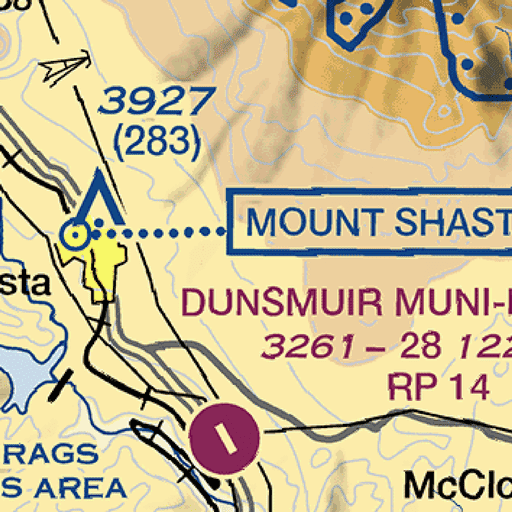 3927
(283)
MOUNT SHAST
sta
DUNSMUIR MUNI-
3261 – 28 122
RP 14
RAGS
S AREA
McClo